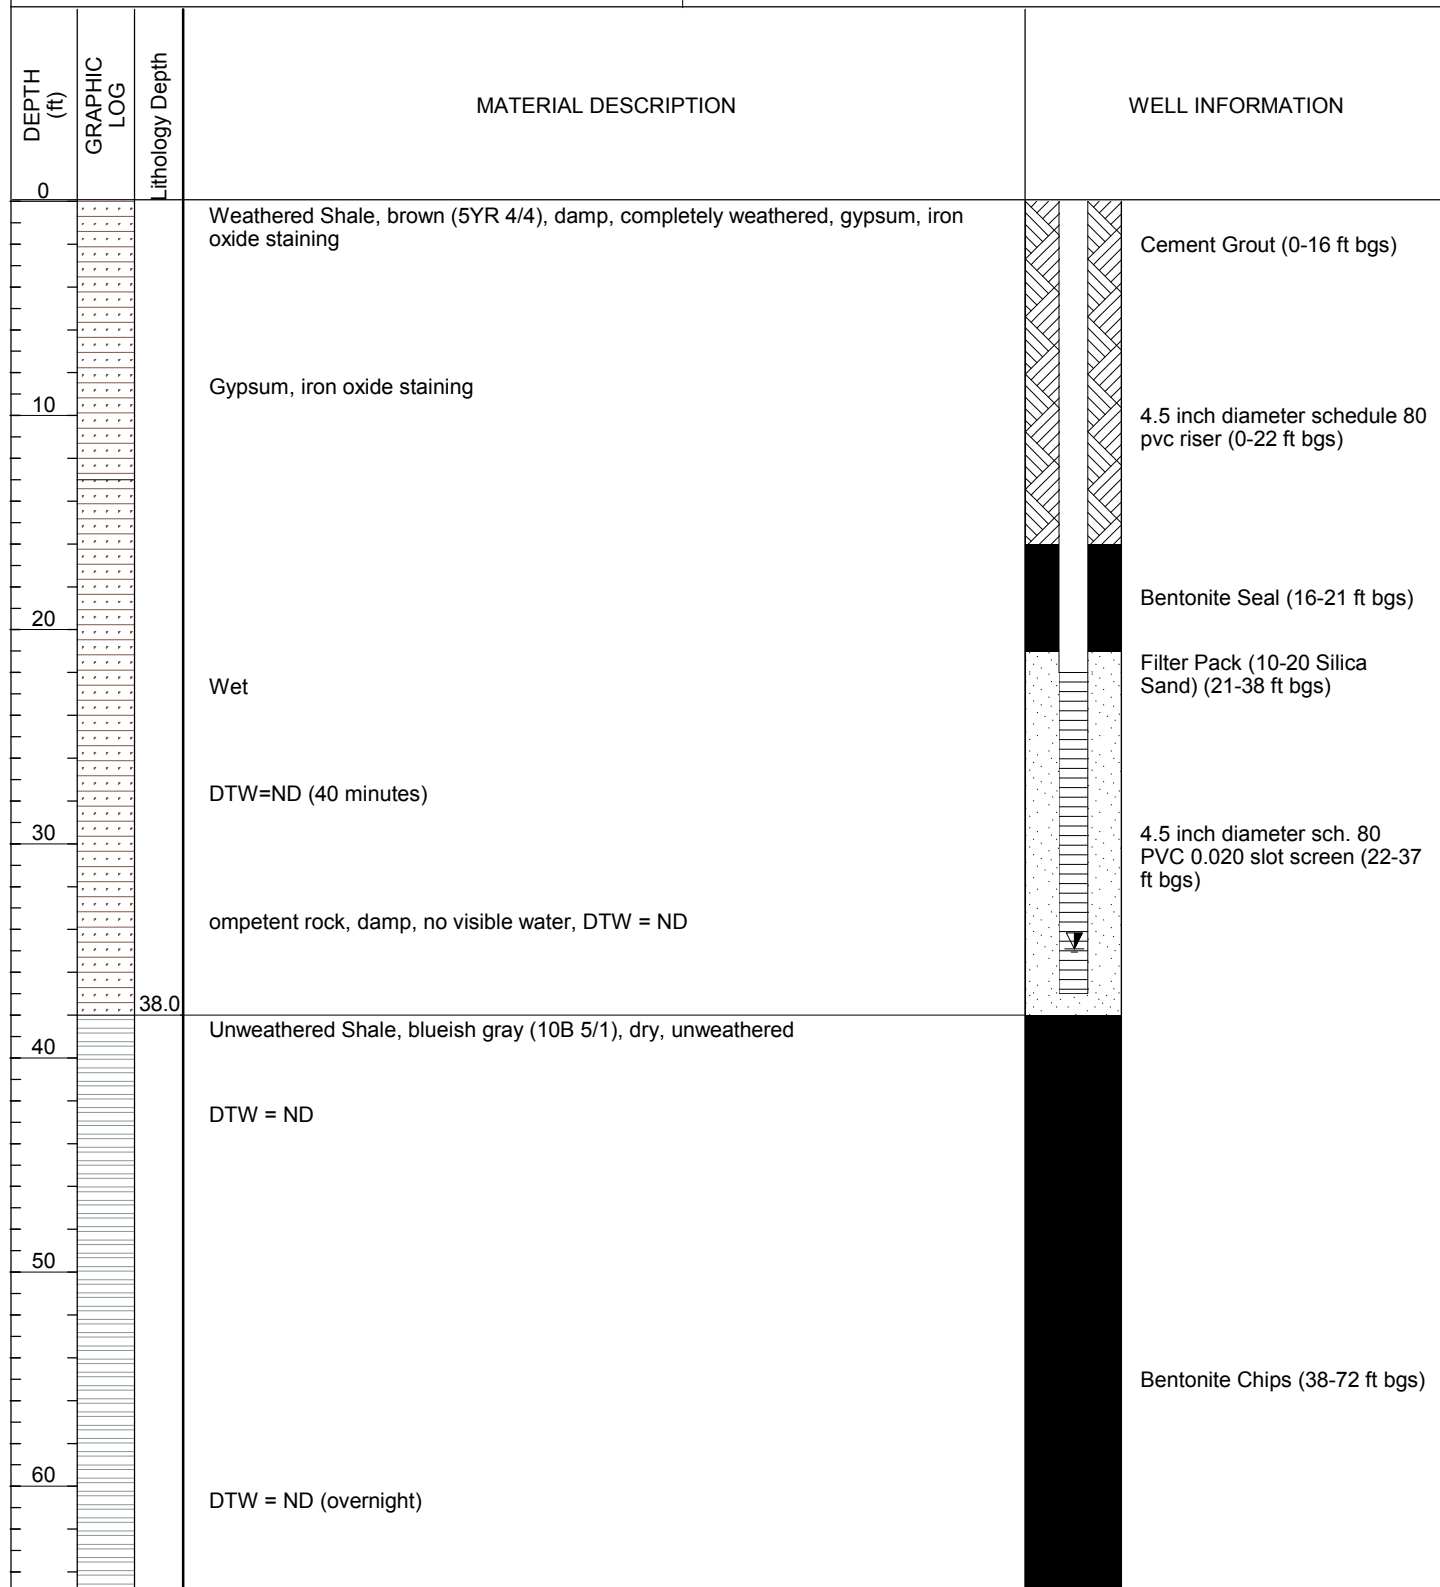 DEPTH
(ft)
GRAPHIC
LOG
Lithology Depth
MATERIAL DESCRIPTION
WELL INFORMATION
0
Weathered Shale, brown (5YR 4/4), damp, completely weathered, gypsum, iron
oxide staining
Cement Grout (0-16 ft bgs)
Gypsum, iron oxide staining
10
4.5 inch diameter schedule 80
pvc riser (0-22 ft bgs)
Bentonite Seal (16-21 ft bgs)
20
Filter Pack (10-20 Silica
Sand) (21-38 ft bgs)
Wet
DTW=ND (40 minutes)
30
4.5 inch diameter sch. 80
PVC 0.020 slot screen (22-37
ft bgs)
ompetent rock, damp, no visible water, DTW = ND
38.0
Unweathered Shale, blueish gray (10B 5/1), dry, unweathered
40
DTW = ND
50
Bentonite Chips (38-72 ft bgs)
60
DTW = ND (overnight)